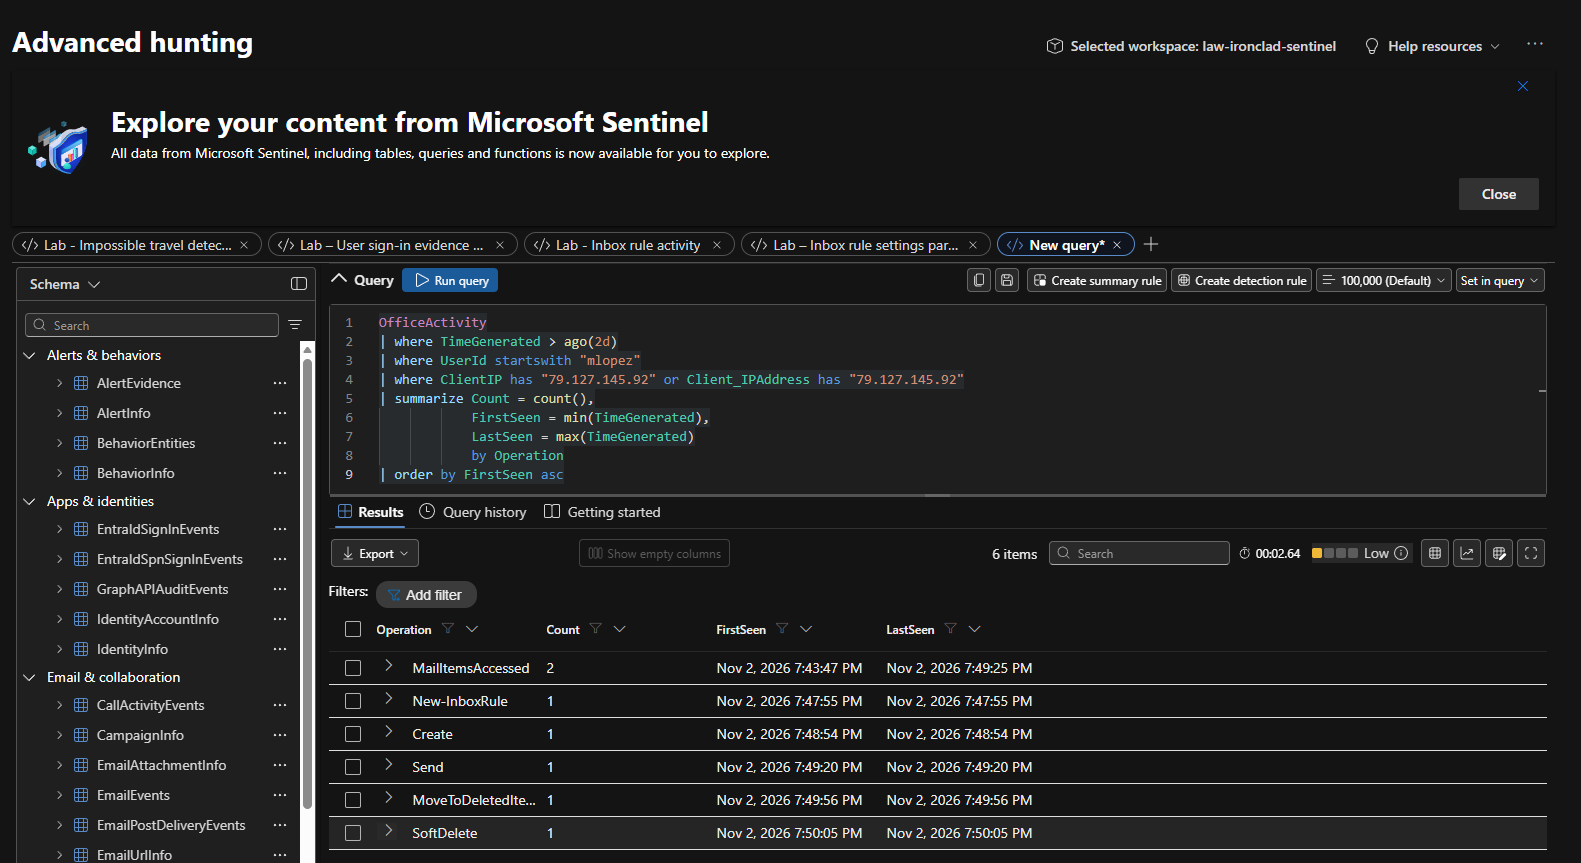 Advanced hunting
Selected workspace: law-ironclad-sentinel
Help resources
Explore your content from Microsoft Sentinel
All data from Microsoft Sentinel, including tables, queries and functions is now available for you to explore.
Close
Lab - Impossible travel detec...
Lab – User sign-in evidence ...
Lab - Inbox rule activity
Lab – Inbox rule settings par...
New query*
Schema
Search
Alerts & behaviors
AlertEvidence
AlertInfo
BehaviorEntities
BehaviorInfo
Apps & identities
EntraIdSignInEvents
EntraIdSpnSignInEvents
GraphAPIAuditEvents
IdentityAccountInfo
IdentityInfo
Email & collaboration
CallActivityEvents
CampaignInfo
EmailAttachmentInfo
EmailEvents
EmailPostDeliveryEvents
EmailUrlInfo
Query
Run query
Create summary rule
Create detection rule
100,000 (Default)
Set in query
1 OfficeActivity
2 | where TimeGenerated > ago(2d)
3 | where UserId startswith "mlopez"
4 | where ClientIP has "79.127.145.92" or Client_IPAddress has "79.127.145.92"
5 | summarize Count = count(),
6 FirstSeen = min(TimeGenerated),
7 LastSeen = max(TimeGenerated)
8 by Operation
9 | order by FirstSeen asc
Results
Query history
Getting started
Export
Show empty columns
6 items
Search
00:02.64
Low
Filters:
Add filter
Operation Count FirstSeen LastSeen
MailItemsAccessed 2 Nov 2, 2026 7:43:47 PM Nov 2, 2026 7:49:25 PM
New-InboxRule 1 Nov 2, 2026 7:47:55 PM Nov 2, 2026 7:47:55 PM
Create 1 Nov 2, 2026 7:48:54 PM Nov 2, 2026 7:48:54 PM
Send 1 Nov 2, 2026 7:49:20 PM Nov 2, 2026 7:49:20 PM
MoveToDeletedIte... 1 Nov 2, 2026 7:49:56 PM Nov 2, 2026 7:49:56 PM
SoftDelete 1 Nov 2, 2026 7:50:05 PM Nov 2, 2026 7:50:05 PM